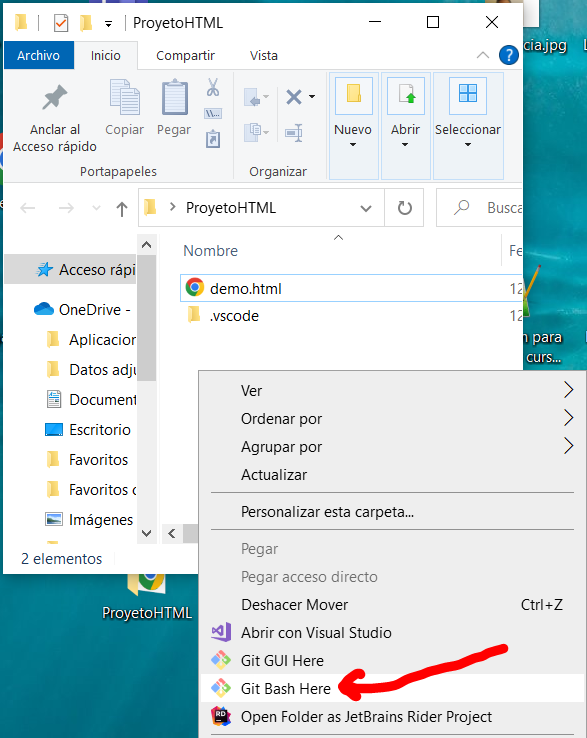 ProyetoHTML
cia.jpg
Archivo
Inicio
Compartir
Vista
?
Anclar al
Acceso rápido
Copiar
Pegar
Nuevo
Abrir
Seleccionar
Portapapeles
Organizar
ProyetoHTML
Busca
Nombre
Fe
Acceso rápi
demo.html
12
.vscode
12
OneDrive -
Aplicacion
Datos adju
Document
Escritorio
Favoritos
Favoritos c
Imágenes
2 elementos
para
curs...
ProyetoHTML
Ver
Ordenar por
Agrupar por
Actualizar
Personalizar esta carpeta...
Pegar
Pegar acceso directo
Deshacer Mover Ctrl+Z
Abrir con Visual Studio
Git GUI Here
Git Bash Here
RD
Open Folder as JetBrains Rider Project